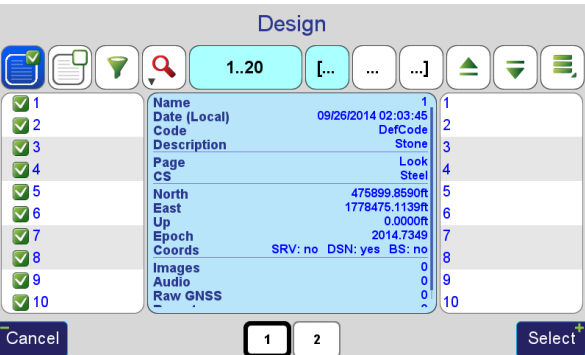 Design
1..20 [... ... ...]
1 Name 1 1
2 Date (Local) 09/26/2014 02:03:45 2
Code DefCode
3 Description Stone 3
4 Page Look 4
CS Steel
5 North 475899.8590ft 5
6 East 1778475.1139ft 6
Up 0.0000ft
7 Epoch 2014.7349 7
8 Coords SRV: no DSN: yes BS: no 8
9 Images 0 9
Audio 0
10 Raw GNSS 0 10
Cancel 1 2 Select